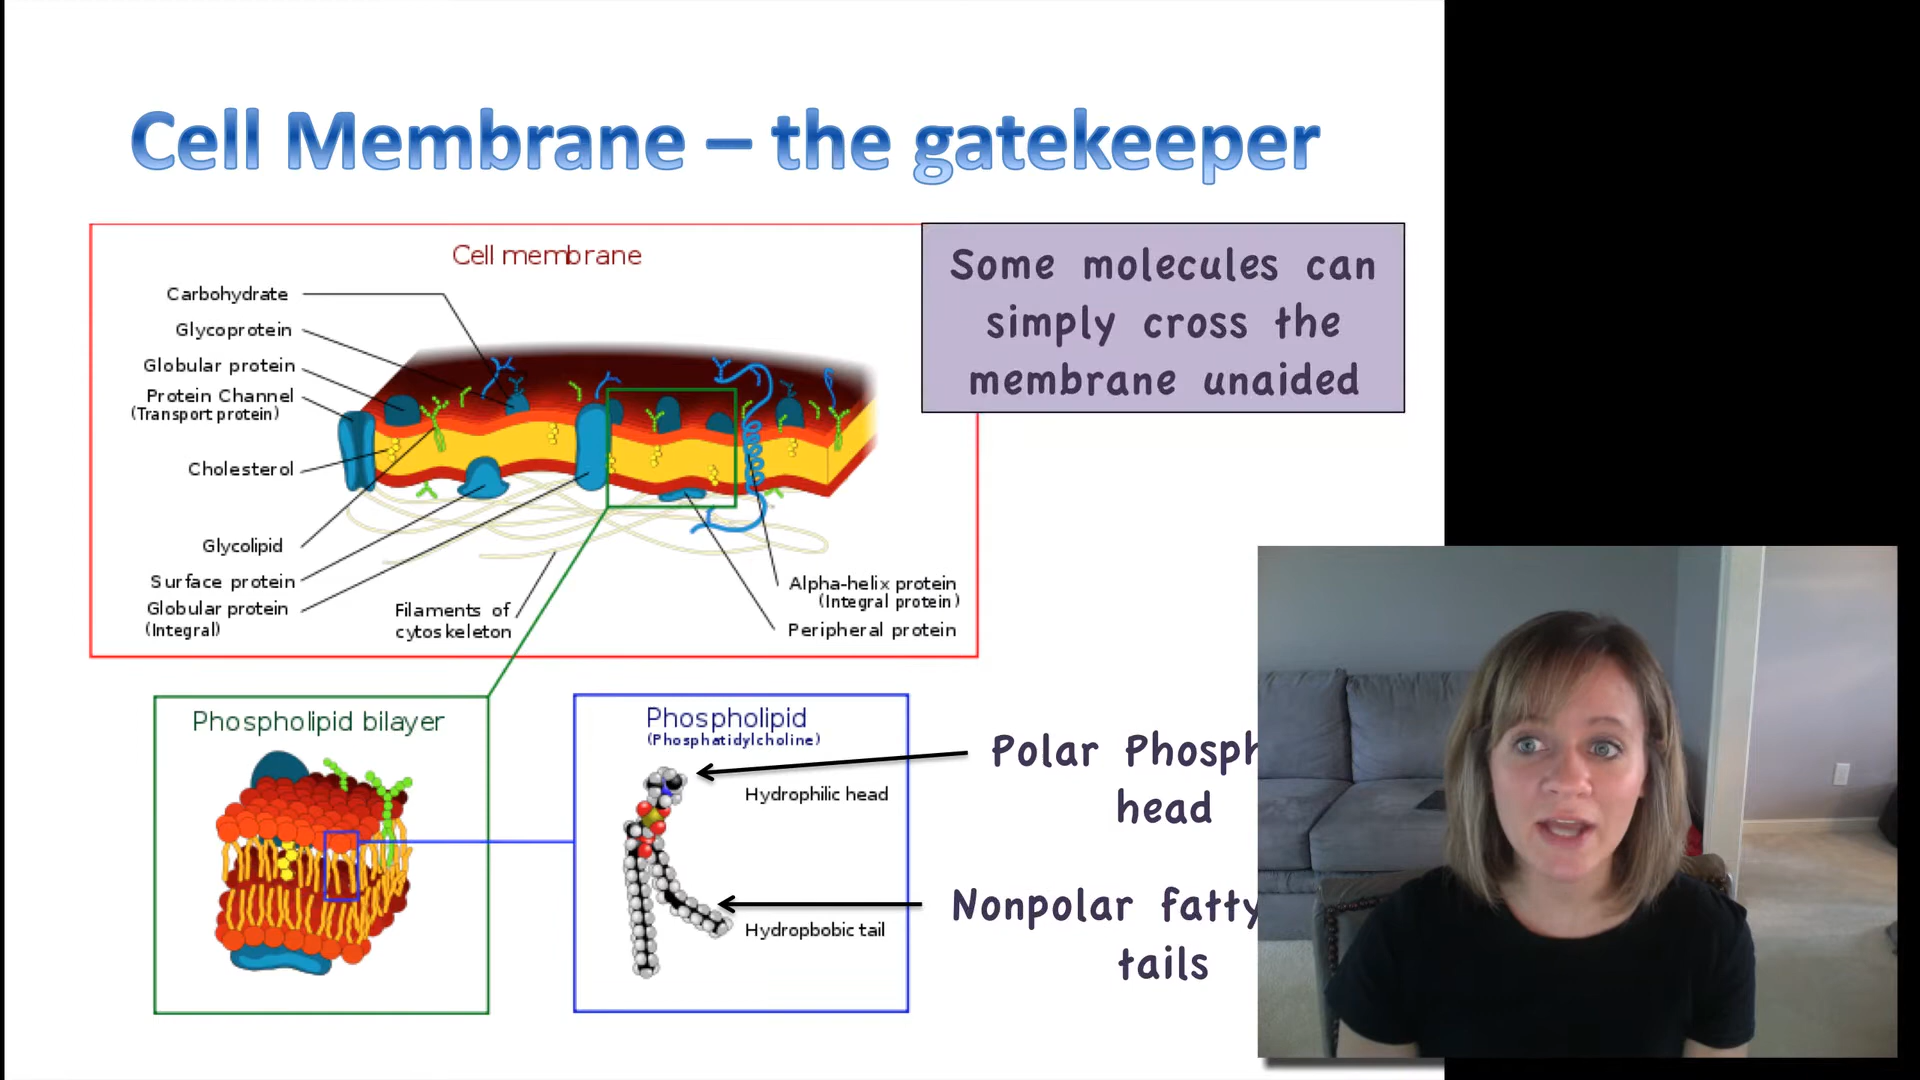 Cell Membrane – the gatekeeper
Cell membrane
Carbohydrate
Glycoprotein
Globular protein
Protein Channel
(Transport protein)
Cholesterol
Glycolipid
Surface protein
Globular protein
(Integral)
Filaments of
cytoskeleton
Alpha-helix protein
(Integral protein)
Peripheral protein
Some molecules can
simply cross the
membrane unaided
Phospholipid bilayer
Phospholipid
(Phosphatidylcholine)
Hydrophilic head
Hydropbobic tail
Polar Phosph
head
Nonpolar fatty
tails